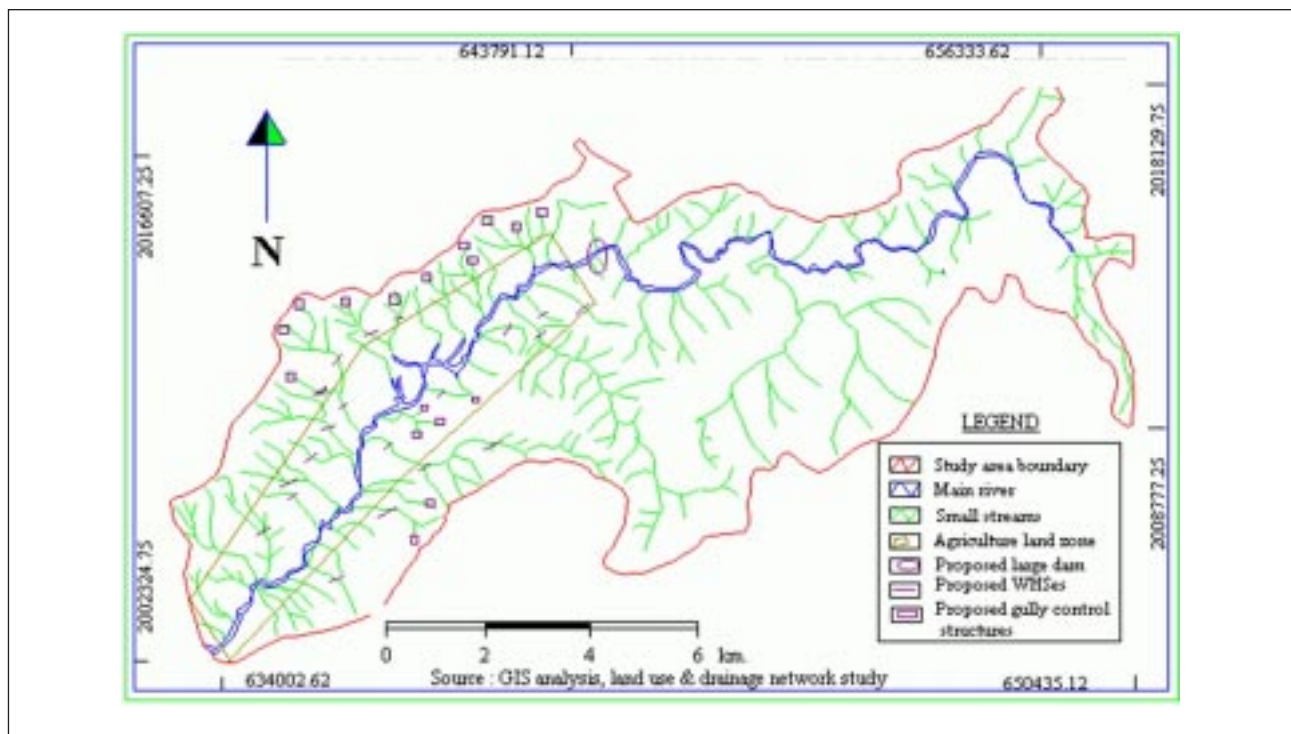 643791.12
656333.62
2016607.25
2018129.75
N
LEGEND
Study area boundary
Main river
Small streams
Agriculture land zone
Proposed large dam
Proposed WHSes
Proposed gully control
structures
2002324.75
2008777.25
0 2 4 6 km.
634002.62
Source : GIS analysis, land use & drainage network study
650435.12